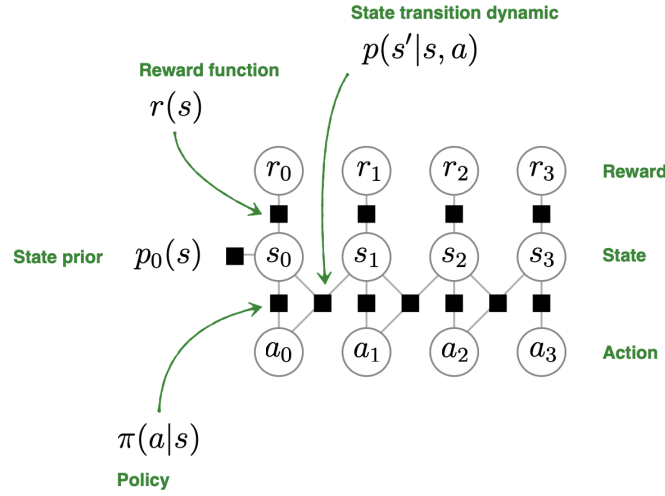 State transition dynamic
p(s′|s, a)
Reward function
r(s)
r₀ r₁ r₂ r₃ Reward
State prior p₀(s) s₀ s₁ s₂ s₃ State
a₀ a₁ a₂ a₃ Action
π(a|s)
Policy